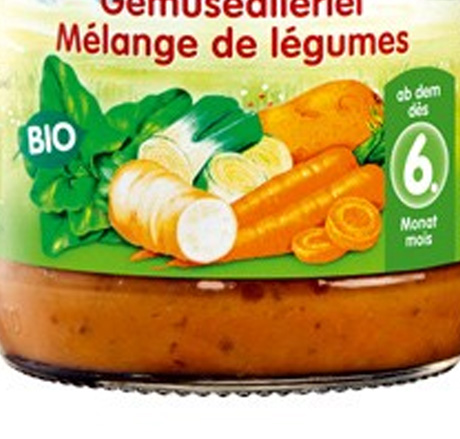 Gemüseallerlei
Mélange de légumes
BIO
ab dem
dès
6.
Monat
mois